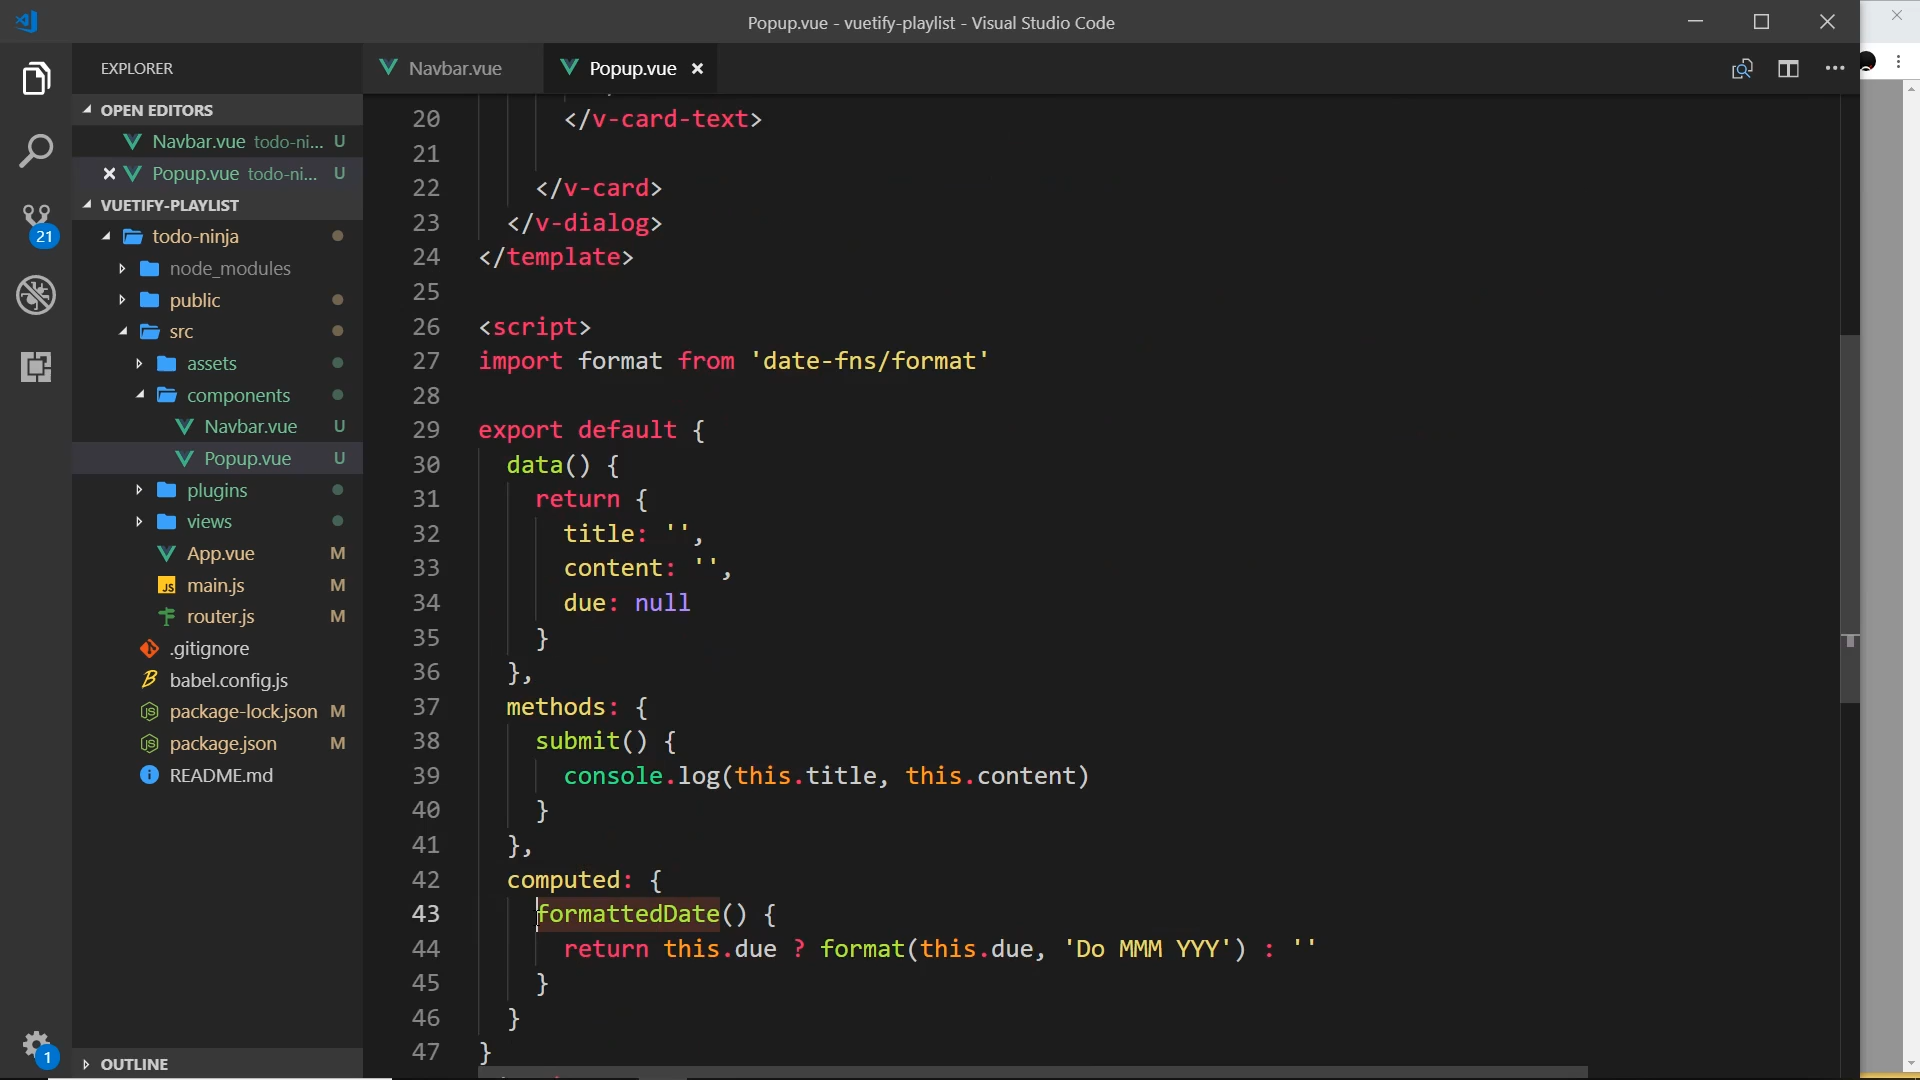 Popup.vue - vuetify-playlist - Visual Studio Code
EXPLORER
Navbar.vue
Popup.vue
OPEN EDITORS
Navbar.vue todo-ni... U
Popup.vue todo-ni... U
VUETIFY-PLAYLIST
todo-ninja
node_modules
public
src
assets
components
Navbar.vue U
Popup.vue U
plugins
views
App.vue M
main.js M
router.js M
.gitignore
babel.config.js
package-lock.json M
package.json M
README.md
OUTLINE
21
1
20 </v-card-text>
21
22 </v-card>
23 </v-dialog>
24 </template>
25
26 <script>
27 import format from 'date-fns/format'
28
29 export default {
30 data() {
31 return {
32 title: '',
33 content: '',
34 due: null
35 }
36 },
37 methods: {
38 submit() {
39 console.log(this.title, this.content)
40 }
41 },
42 computed: {
43 formattedDate() {
44 return this.due ? format(this.due, 'Do MMM YYY') : ''
45 }
46 }
47 }